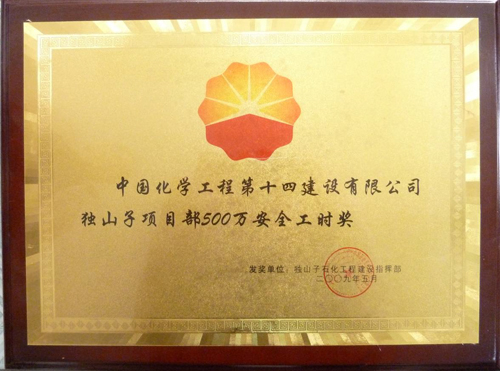 中国化学工程第十四建设有限公司
独山子项目部500万安全工时奖
发奖单位：独山子石化工程建设指挥部
二〇〇九年五月